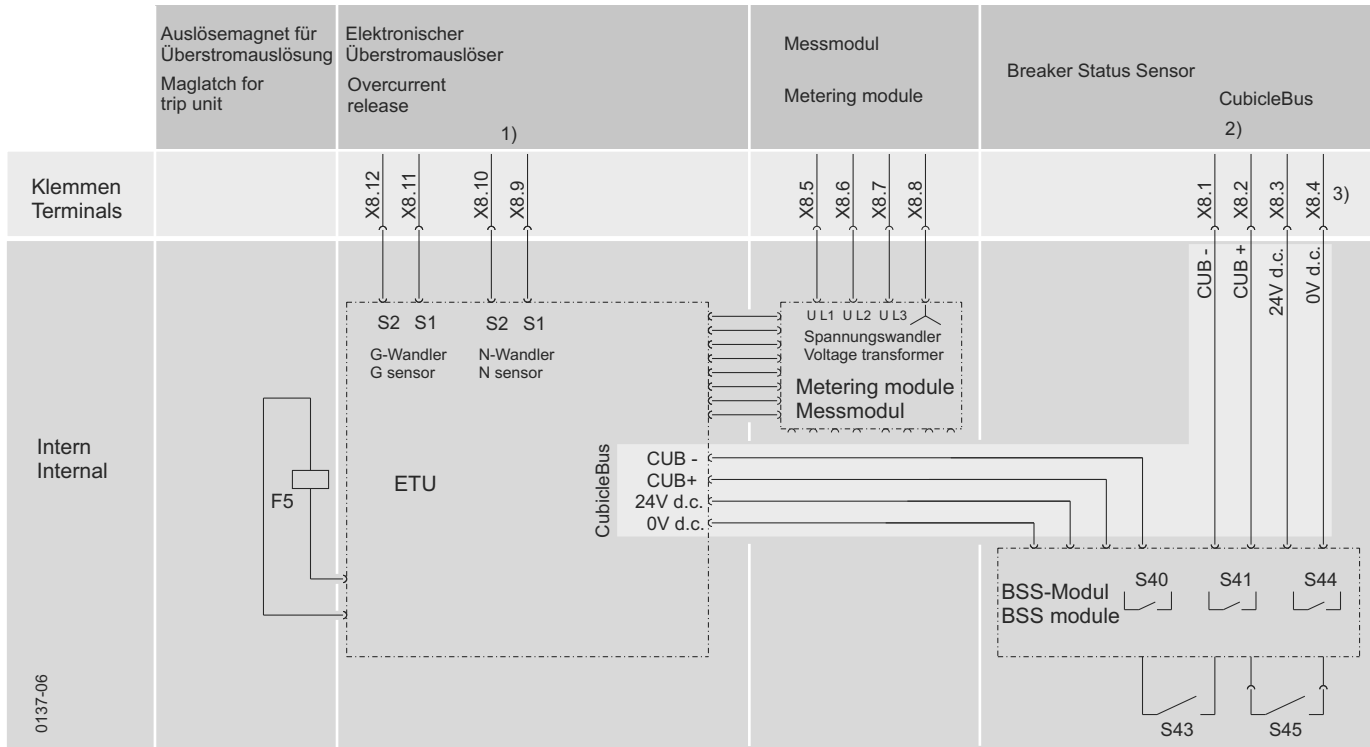 Auslösemagnet für
Überstromauslösung
Maglatch for
trip unit
Elektronischer
Überstromauslöser
Overcurrent
release
1)
Messmodul
Metering module
Breaker Status Sensor
CubicleBus
2)
Klemmen
Terminals
X8.12
X8.11
X8.10
X8.9
X8.5
X8.6
X8.7
X8.8
X8.1
X8.2
X8.3
X8.4
3)
CUB -
CUB +
24V d.c.
0V d.c.
S2 S1
G-Wandler
G sensor
S2 S1
N-Wandler
N sensor
U L1 U L2 U L3
Spannungswandler
Voltage transformer
Metering module
Messmodul
Intern
Internal
F5
ETU
CubicleBus
CUB -
CUB+
24V d.c.
0V d.c.
BSS-Modul
BSS module
S40
S41
S44
S43
S45
0137-06